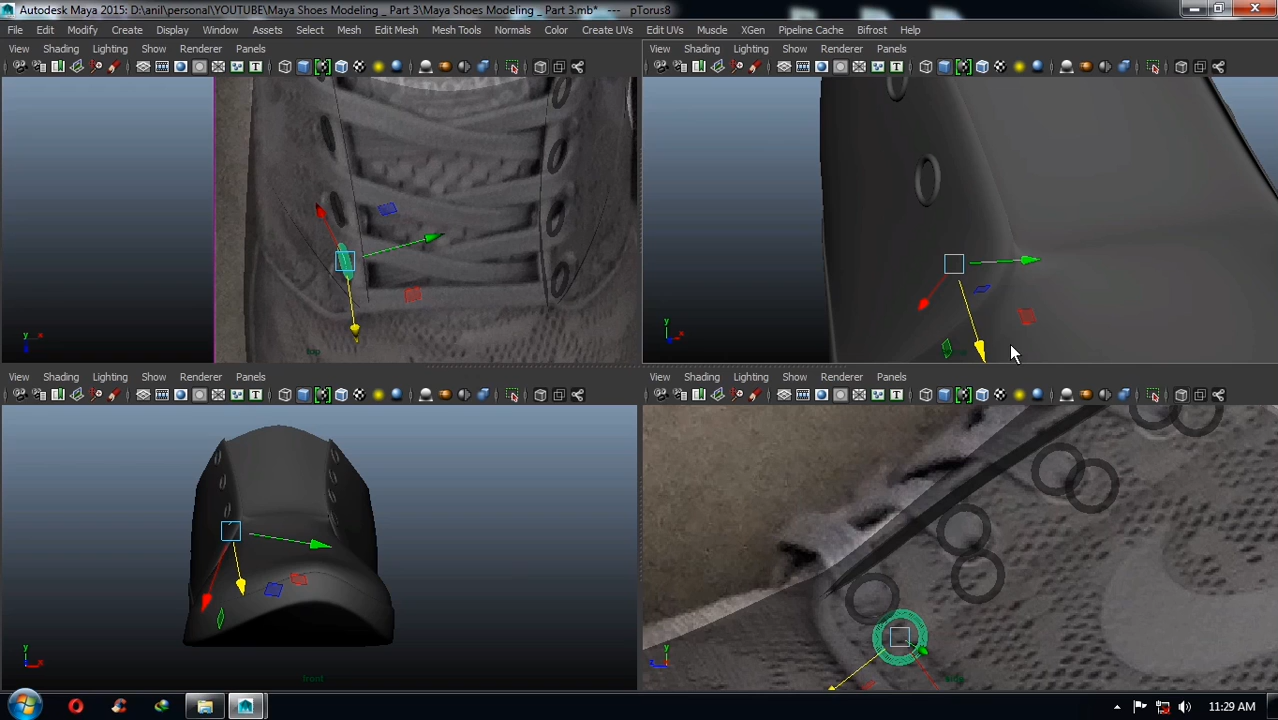 Autodesk Maya 2015: D:\anil\personal\YOUTUBE\Maya Shoes Modeling _ Part 3\Maya Shoes Modeling _ Part 3.mb*   ---   pTorus8
File Edit Modify Create Display Window Assets Select Mesh Edit Mesh Mesh Tools Normals Color Create UVs Edit UVs Muscle XGen Pipeline Cache Bifrost Help
View Shading Lighting Show Renderer Panels
View Shading Lighting Show Renderer Panels
y
x
y
x
top
View Shading Lighting Show Renderer Panels
View Shading Lighting Show Renderer Panels
y
x
front
y
z
11:29 AM